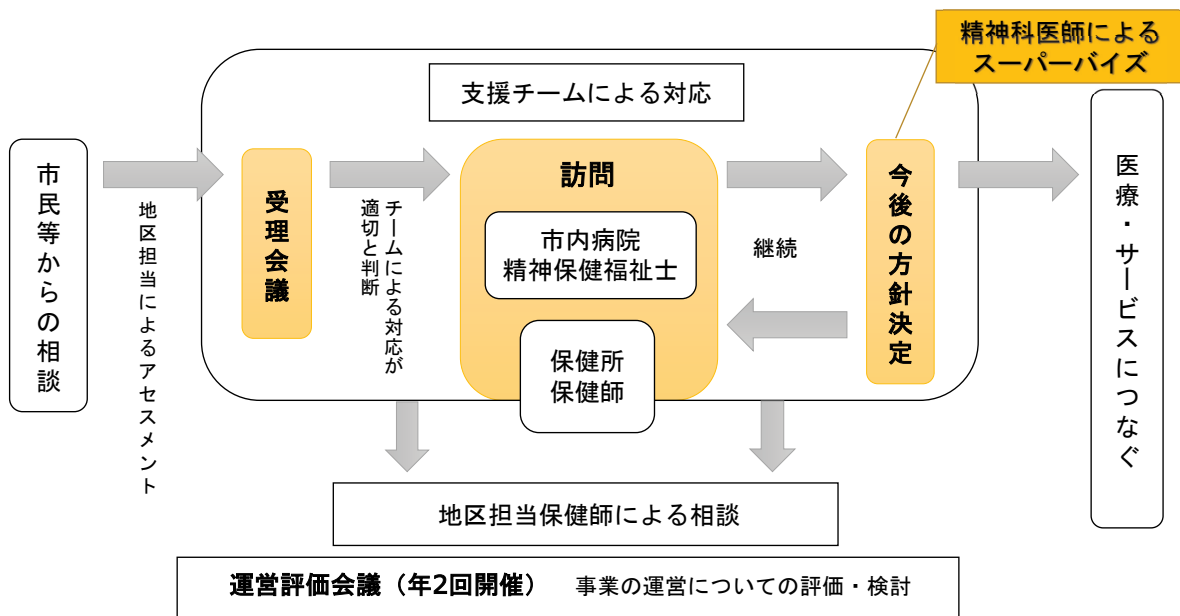 精神科医師による
スーパーバイズ
支援チームによる対応
市民等からの相談
地区担当によるアセスメント
受理会議
チームによる対応が
適切と判断
訪問
市内病院
精神保健福祉士
保健所
保健師
継続
今後の方針決定
医療・サービスにつなぐ
地区担当保健師による相談
運営評価会議(年2回開催) 事業の運営についての評価・検討